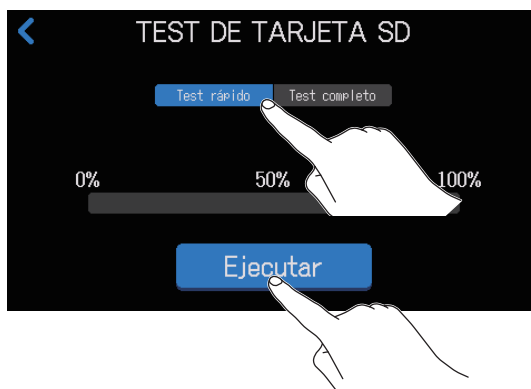 TEST DE TARJETA SD
Test rápido Test completo
0% 50% 100%
Ejecutar